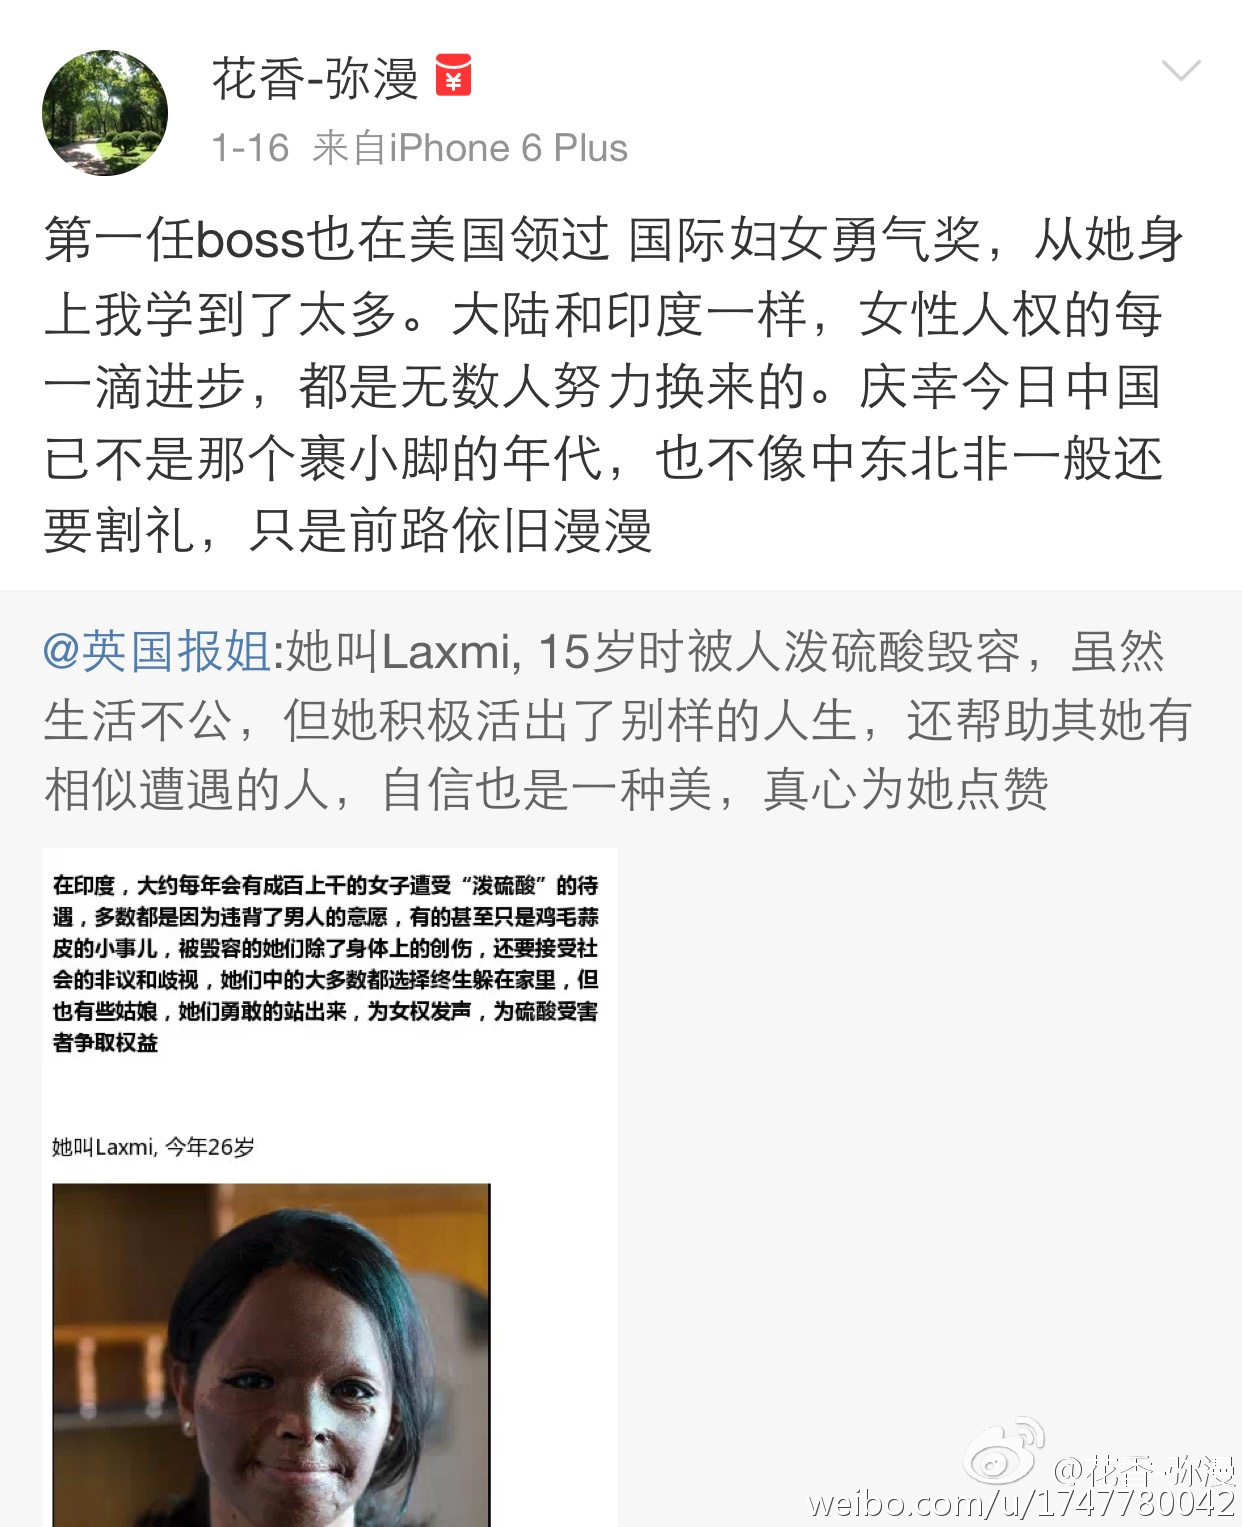 花香-弥漫
1-16 来自iPhone 6 Plus
第一任boss也在美国领过 国际妇女勇气奖，从她身
上我学到了太多。大陆和印度一样，女性人权的每
一滴进步，都是无数人努力换来的。庆幸今日中国
已不是那个裹小脚的年代，也不像中东北非一般还
要割礼，只是前路依旧漫漫
@英国报姐:她叫Laxmi, 15岁时被人泼硫酸毁容，虽然
生活不公，但她积极活出了别样的人生，还帮助其她有
相似遭遇的人，自信也是一种美，真心为她点赞
在印度，大约每年会有成百上千的女子遭受“泼硫酸”的待
遇，多数都是因为违背了男人的意愿，有的甚至只是鸡毛蒜
皮的小事儿，被毁容的她们除了身体上的创伤，还要接受社
会的非议和歧视，她们中的大多数都选择终生躲在家里，但
也有些姑娘，她们勇敢的站出来，为女权发声，为硫酸受害
者争取权益
她叫Laxmi, 今年26岁
@花香-弥漫
weibo.com/u/1747780042